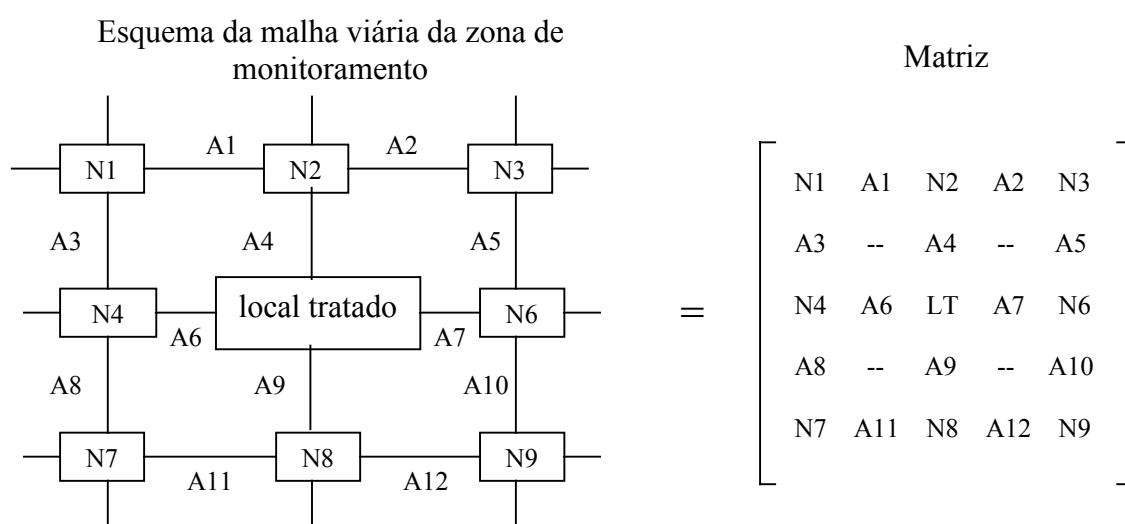 Esquema da malha viária da zona de
monitoramento
Matriz
N1 A1 N2 A2 N3
A3 A4 A5
N4 A6 local tratado A7 N6
A8 A9 A10
N7 A11 N8 A12 N9
=
N1 A1 N2 A2 N3
A3 -- A4 -- A5
N4 A6 LT A7 N6
A8 -- A9 -- A10
N7 A11 N8 A12 N9